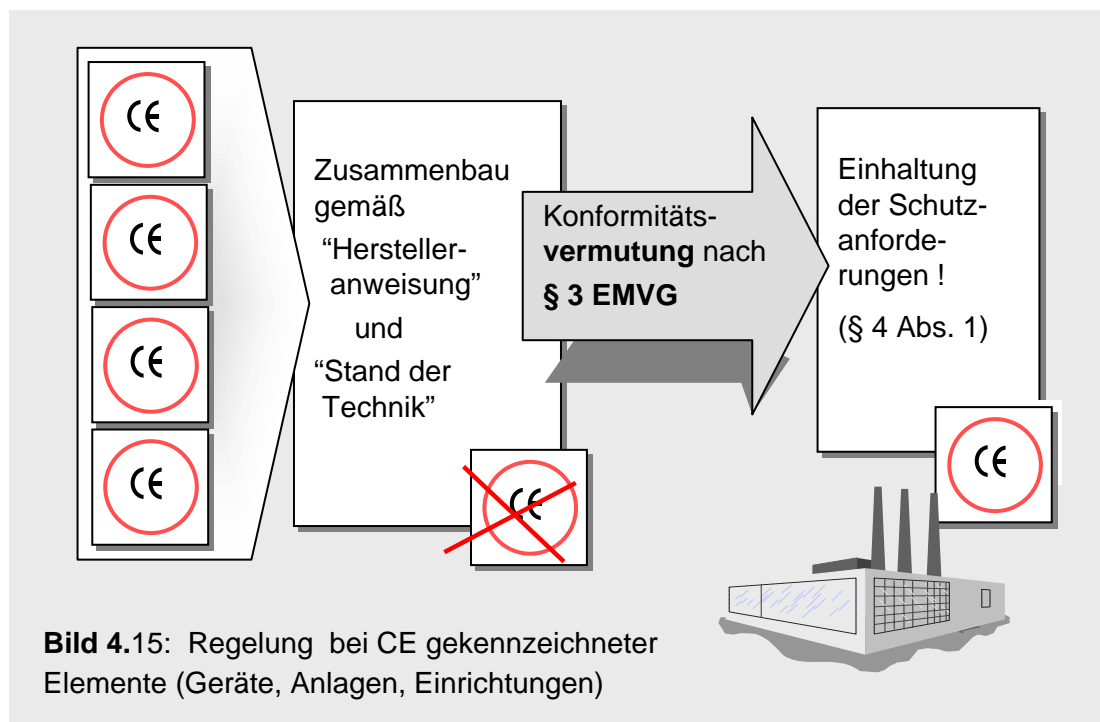 CE
CE
CE
CE
Zusammenbau
gemäß
“Hersteller-
anweisung”
und
“Stand der
Technik”
CE
Konformitäts-
vermutung nach
§ 3 EMVG
Einhaltung
der Schutz-
anforde-
rungen !
(§ 4 Abs. 1)
CE
Bild 4.15: Regelung bei CE gekennzeichneter
Elemente (Geräte, Anlagen, Einrichtungen)